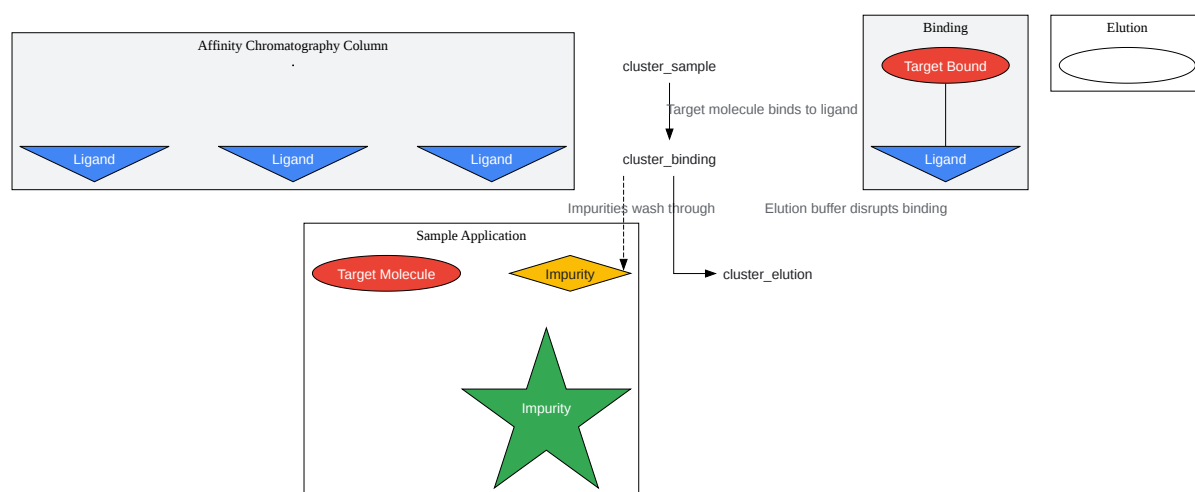 Affinity Chromatography Column
.
Ligand
Ligand
Ligand
cluster_sample
Target molecule binds to ligand
cluster_binding
Impurities wash through
Elution buffer disrupts binding
cluster_elution
Binding
Target Bound
Ligand
Elution
Sample Application
Target Molecule
Impurity
Impurity